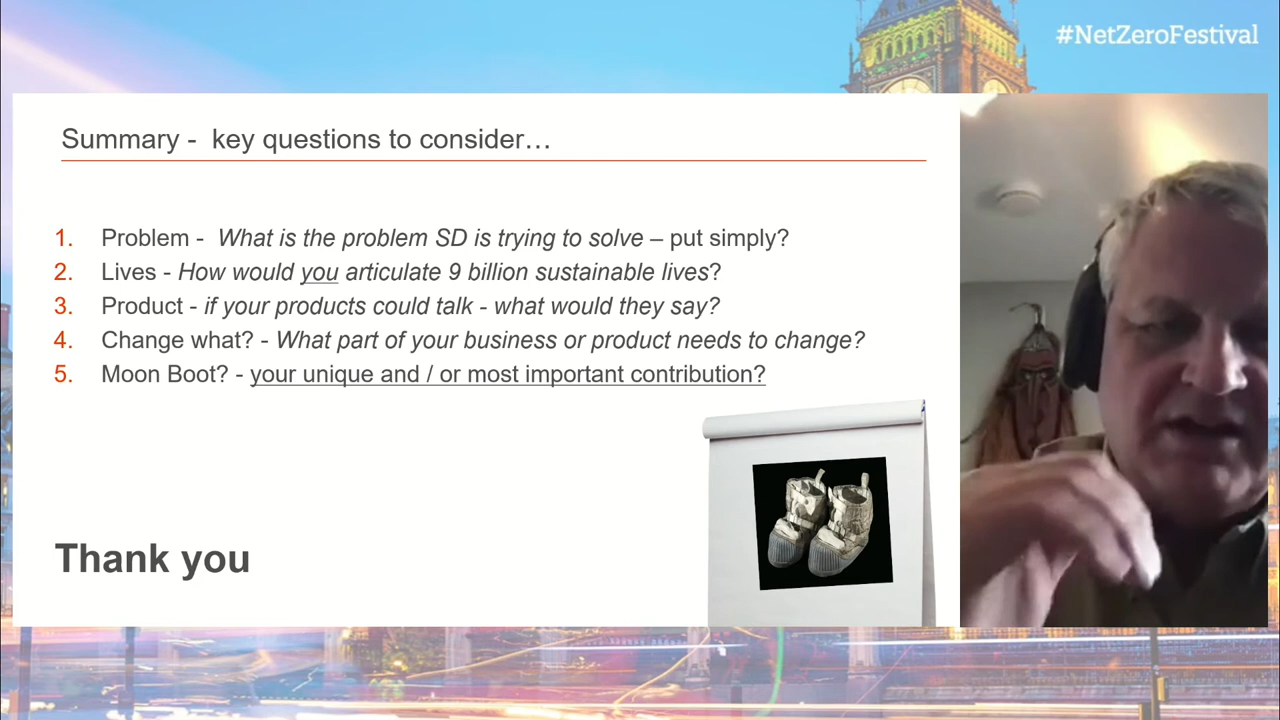 #NetZeroFestival
Summary -  key questions to consider…
1. Problem -  What is the problem SD is trying to solve – put simply?
2. Lives - How would you articulate 9 billion sustainable lives?
3. Product - if your products could talk - what would they say?
4. Change what? - What part of your business or product needs to change?
5. Moon Boot? - your unique and / or most important contribution?
Thank you